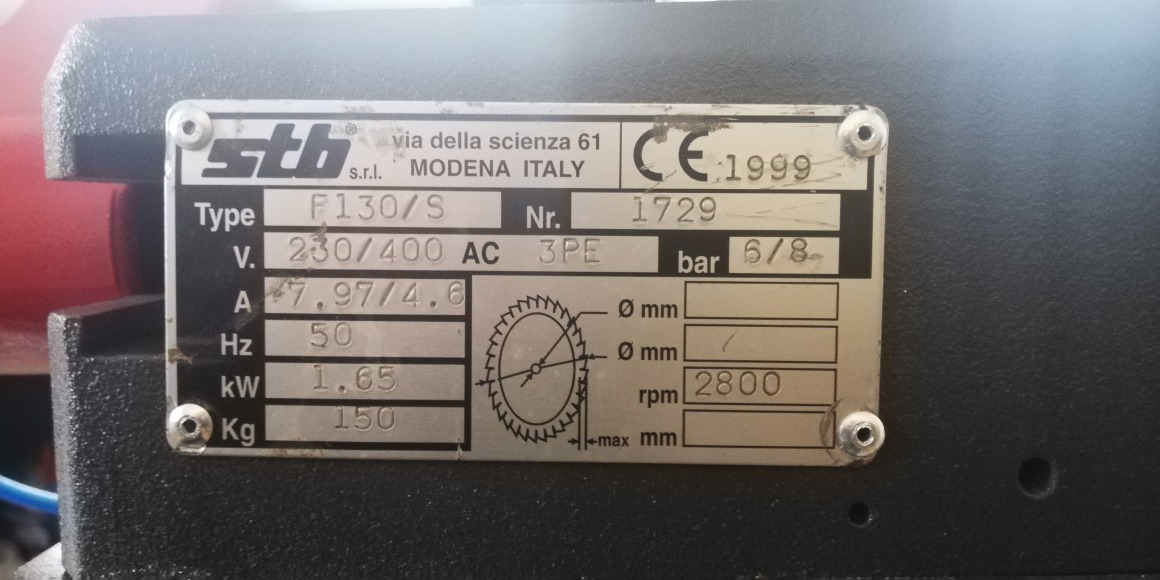 stb® s.r.l. via della scienza 61
MODENA ITALY
CE 1999
Type F130/S Nr. 1729
V. 230/400 AC 3PE bar 6/8
A 7.97/4.6
Hz 50
kW 1.65
Kg 150
Ø mm
Ø mm
rpm 2800
max mm